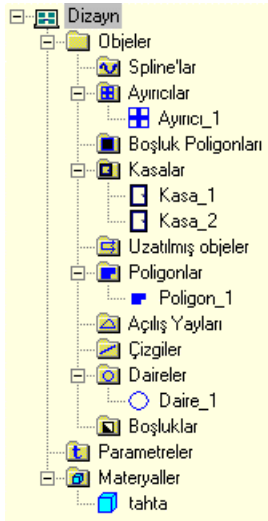 Dizayn
Objeler
Spline'lar
Ayırıcılar
Ayırıcı_1
Boşluk Poligonları
Kasalar
Kasa_1
Kasa_2
Uzatılmış objeler
Poligonlar
Poligon_1
Açılış Yayları
Çizgiler
Daireler
Daire_1
Boşluklar
Parametreler
Materyaller
tahta